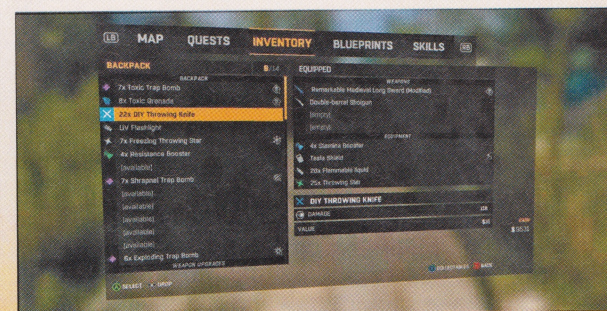 LB MAP QUESTS INVENTORY BLUEPRINTS SKILLS RB
BACKPACK /14
BACKPACK
7x Toxic Trap Bomb
8x Toxic Grenade
22x DIY Throwing Knife
UV Flashlight
7x Freezing Throwing Star
4x Resistance Booster
[available]
7x Shrapnel Trap Bomb
[available]
[available]
[available]
[available]
[available]
6x Exploding Trap Bomb
WEAPON UPGRADES
SELECT DROP
EQUIPPED
WEAPONS
Remarkable Medieval Long Sword (Modified)
Double-barrel Shotgun
[empty]
[empty]
EQUIPMENT
4x Stamina Booster
Tesla Shield
20x Flammable liquid
25x Throwing Star
DIY THROWING KNIFE
DAMAGE
VALUE
CASH
COLLECTABLES BACK